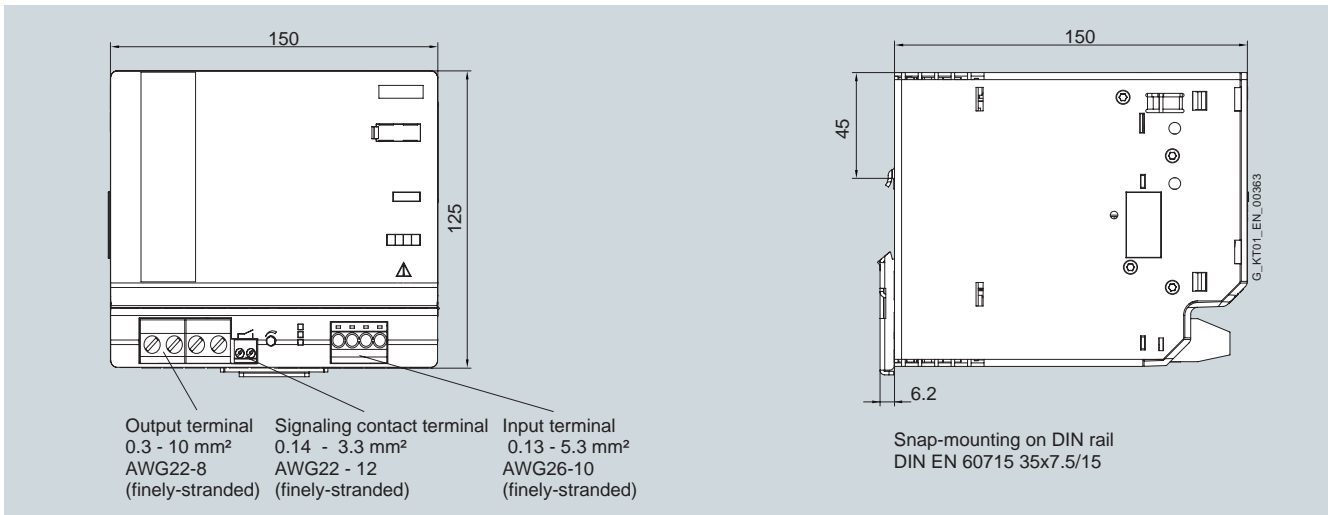 150
125
Output terminal
0.3 - 10 mm²
AWG22-8
(finely-stranded)
Signaling contact terminal
0.14 - 3.3 mm²
AWG22 - 12
(finely-stranded)
Input terminal
0.13 - 5.3 mm²
AWG26-10
(finely-stranded)
150
45
6.2
G_KT01_EN_00363
Snap-mounting on DIN rail
DIN EN 60715 35x7.5/15